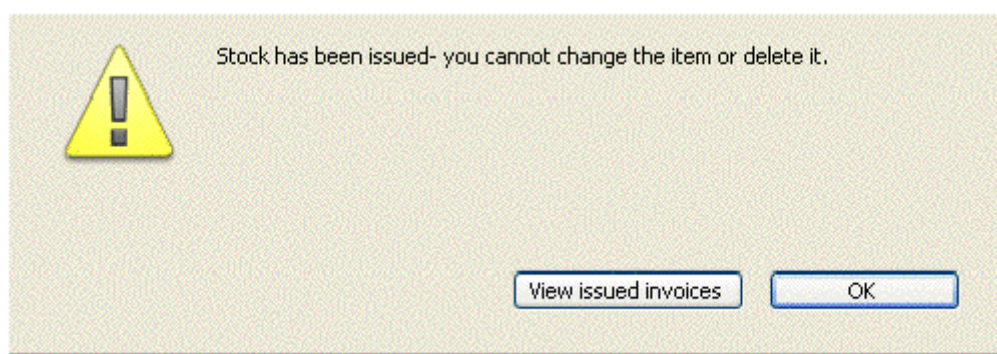 Stock has been issued- you cannot change the item or delete it.
View issued invoices
OK